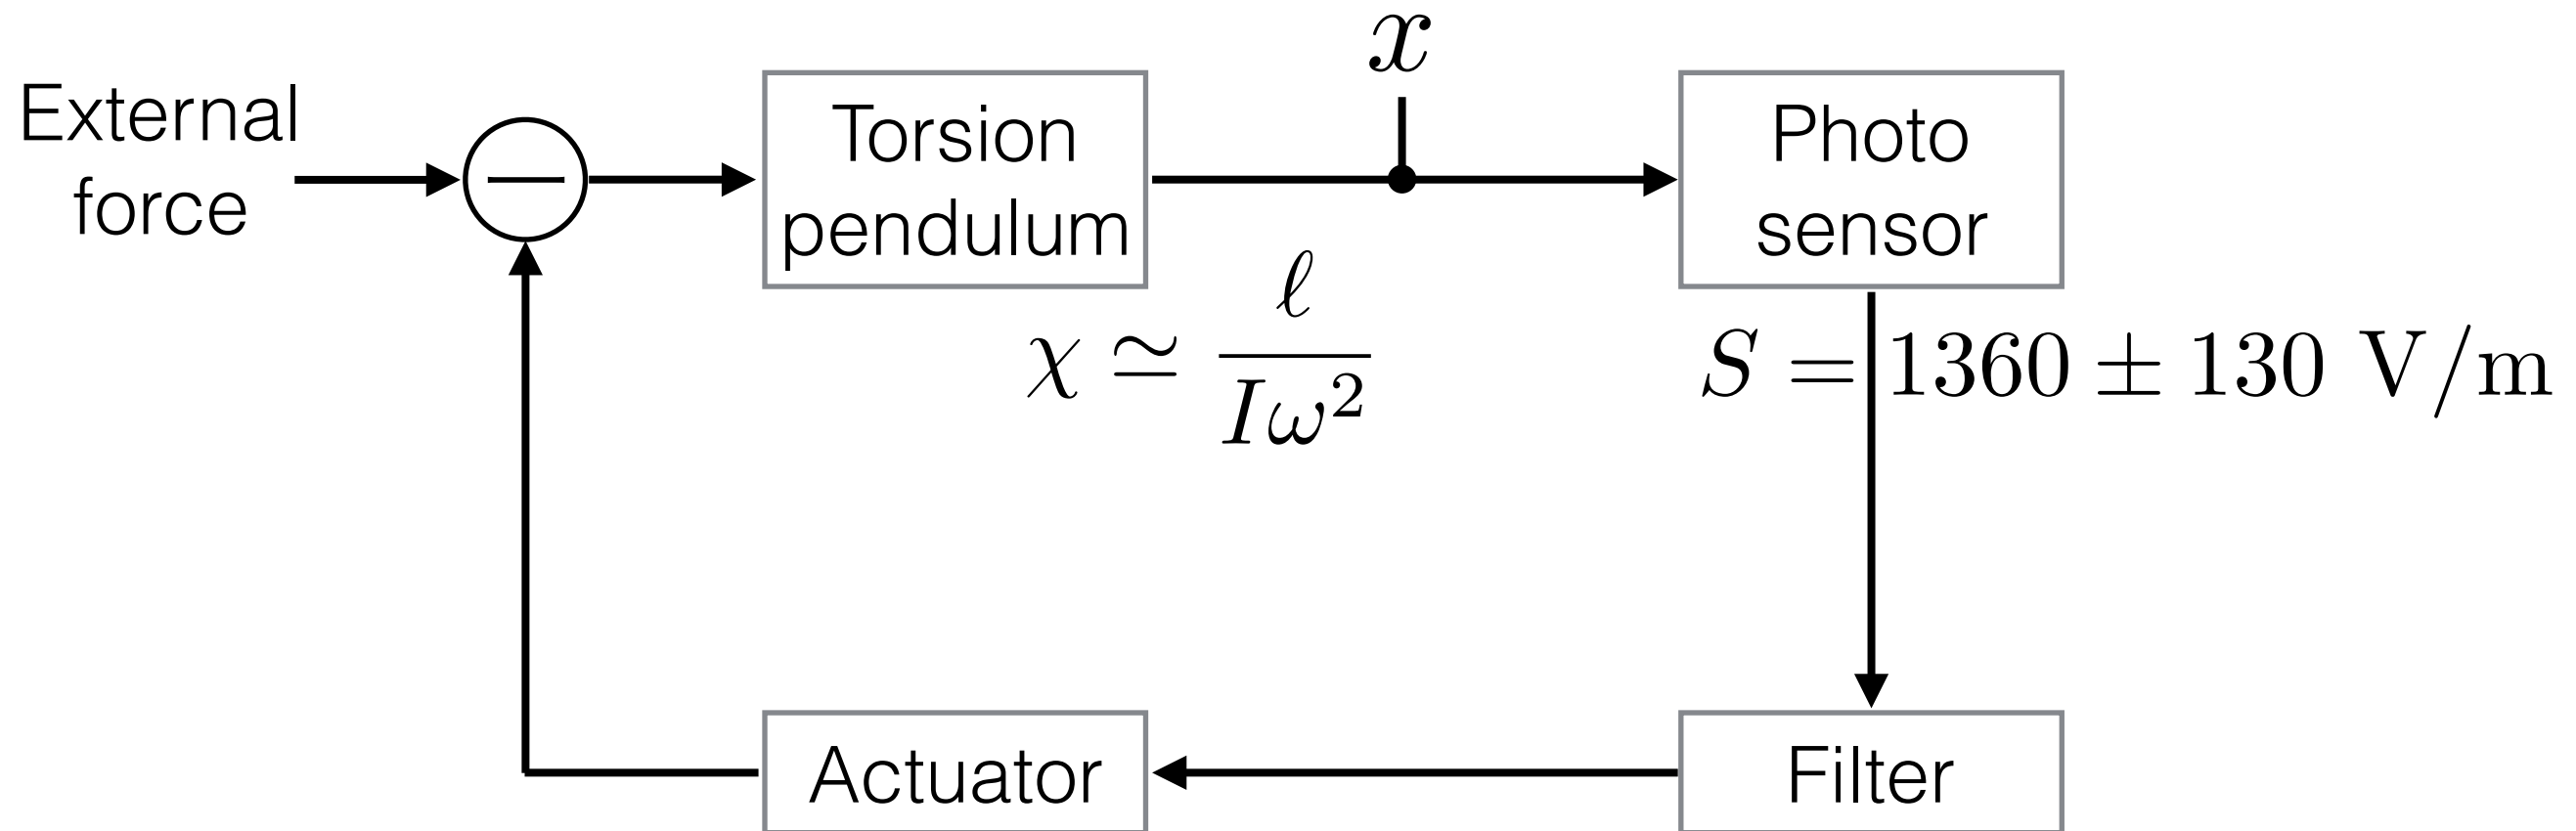 External
force
—
Torsion
pendulum
x
Photo
sensor
χ ≃ ℓ / Iω²
S = 1360 ± 130 V/m
Actuator
Filter